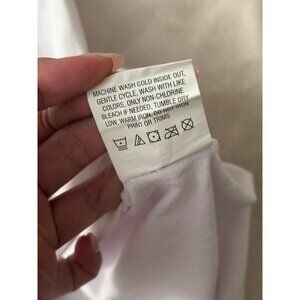 MACHINE WASH COLD INSIDE OUT,
GENTLE CYCLE, WASH WITH LIKE
COLORS, ONLY NON-CHLORINE
BLEACH IF NEEDED, TUMBLE DRY
LOW, WARM IRON. DO NOT IRON
PRINT OR TRIMS